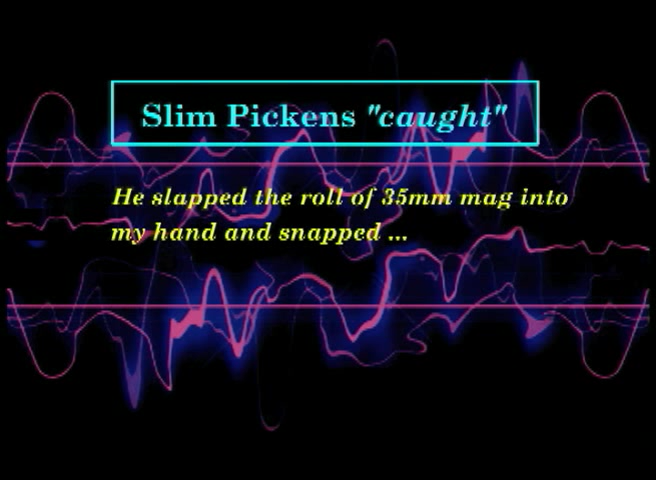 Slim Pickens "caught"
He slapped the roll of 35mm mag into
my hand and snapped ...